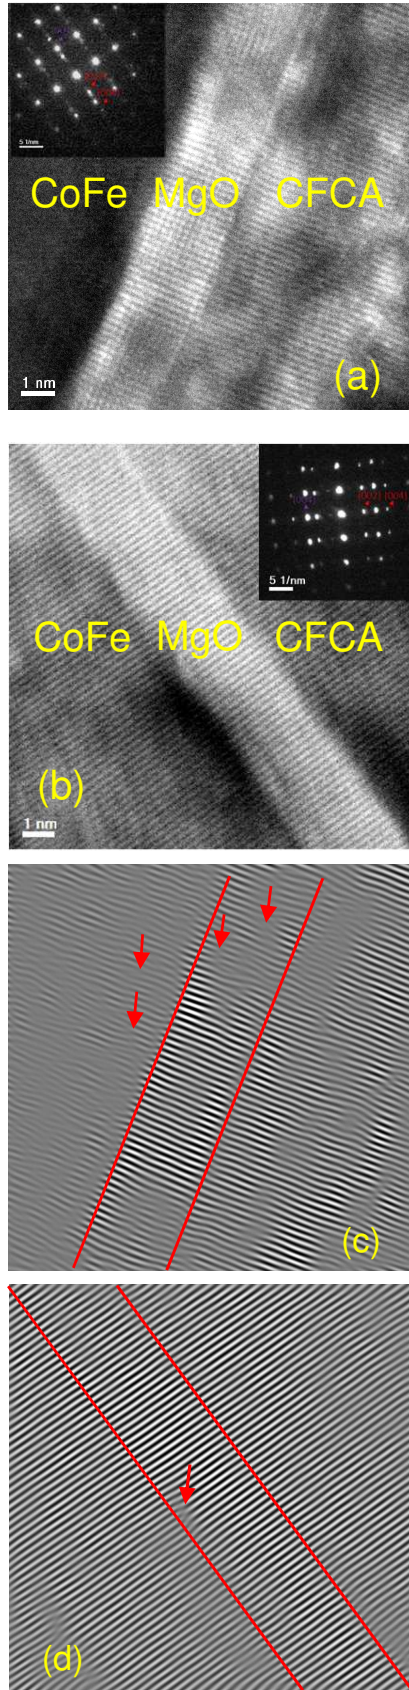 5 1/nm
CoFe MgO CFCA
(a)
1 nm
(002) (004)
5 1/nm
CoFe MgO CFCA
(b)
1 nm
(c)
(d)